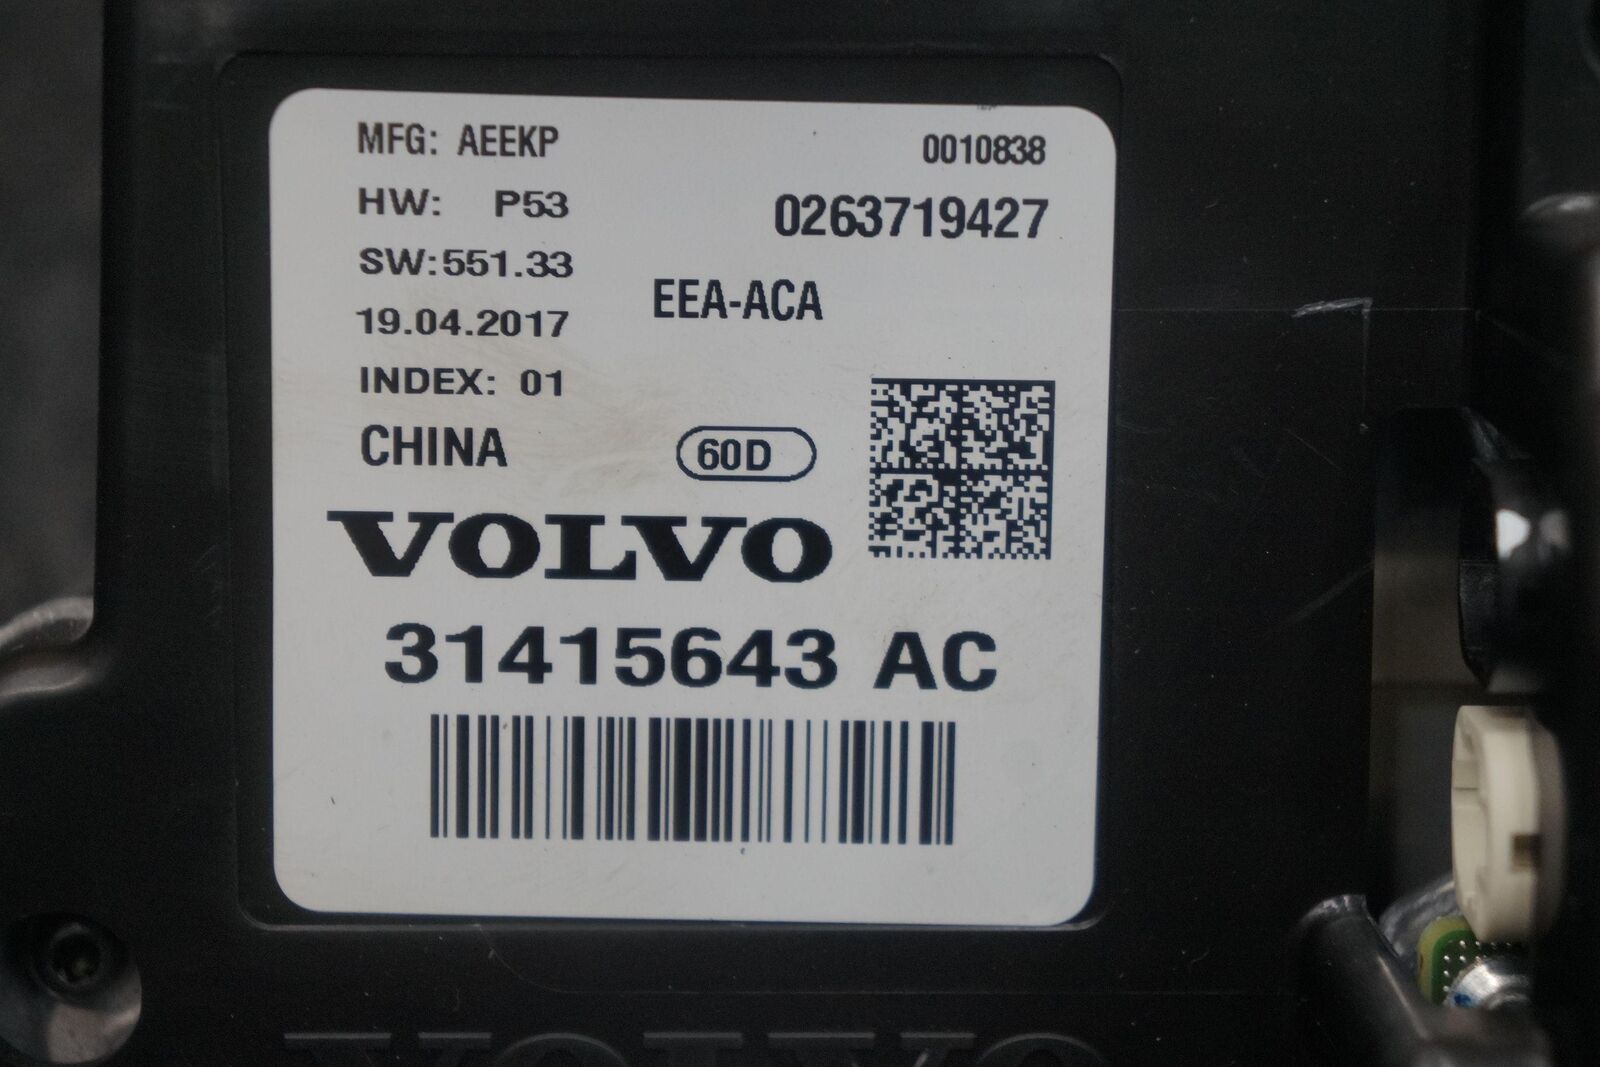 MFG: AEEKP
0010838
HW: P53
0263719427
SW:551.33
EEA-ACA
19.04.2017
INDEX: 01
CHINA
60D
VOLVO
31415643 AC
VOLVO